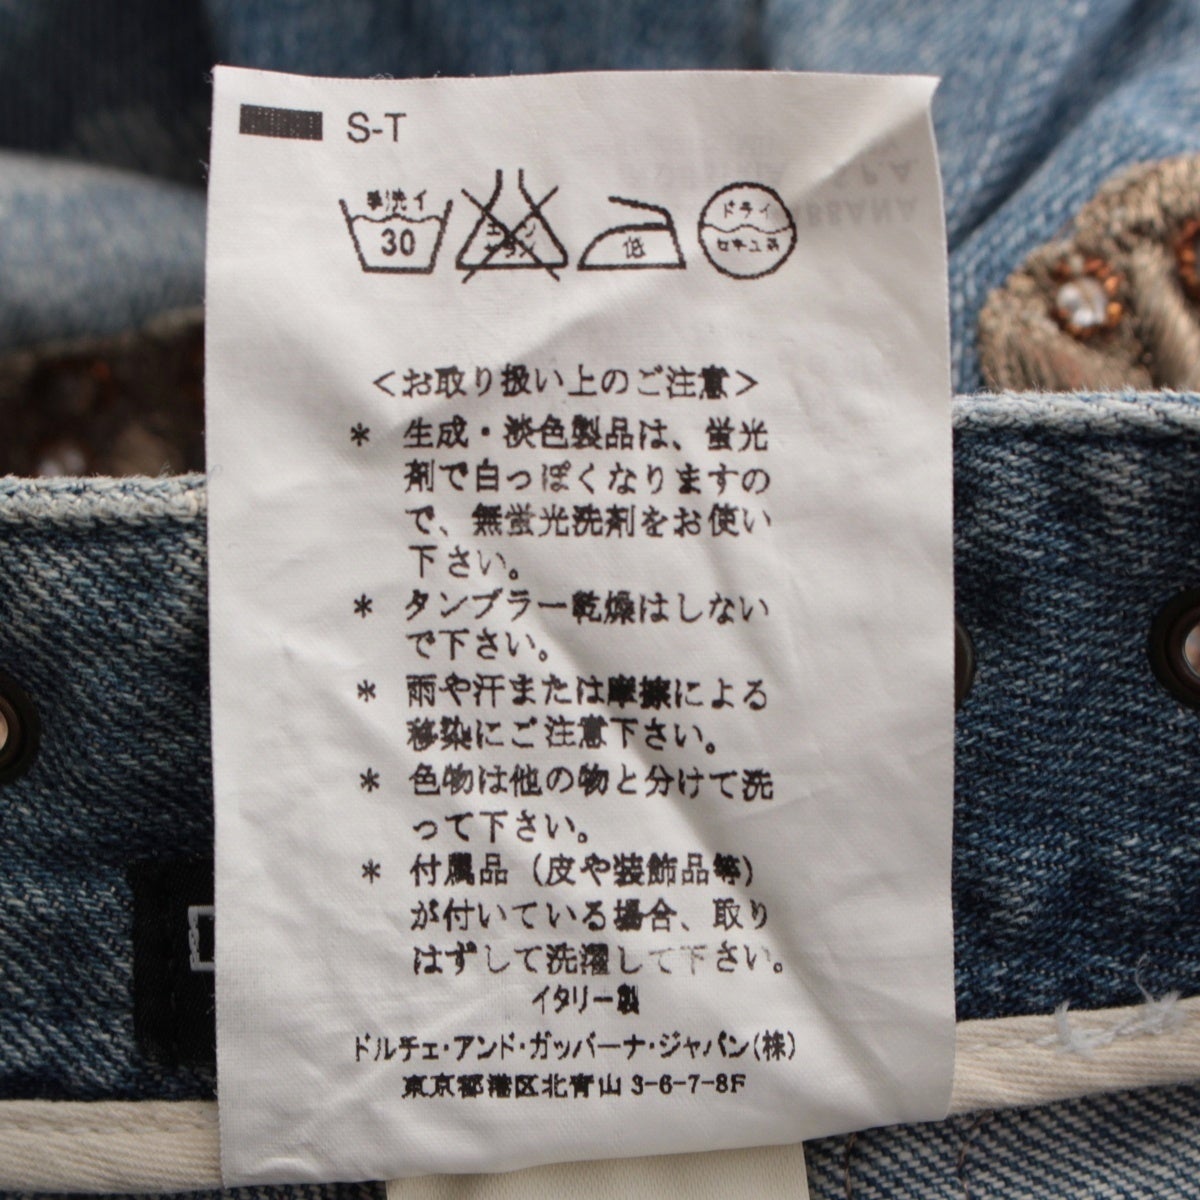 S-T
手洗イ
30
エンソサラシ
低
ドライ
セキユ系
<お取り扱い上のご注意>
* 生成・淡色製品は、蛍光
剤で白っぽくなりますの
で、無蛍光洗剤をお使い
下さい。
* タンブラー乾燥はしない
で下さい。
* 雨や汗または摩擦による
移染にご注意下さい。
* 色物は他の物と分けて洗
って下さい。
* 付属品（皮や装飾品等）
が付いている場合、取り
はずして洗濯して下さい。
イタリー製
ドルチェ・アンド・ガッバーナ・ジャパン(株)
東京都港区北青山3-6-7-8F